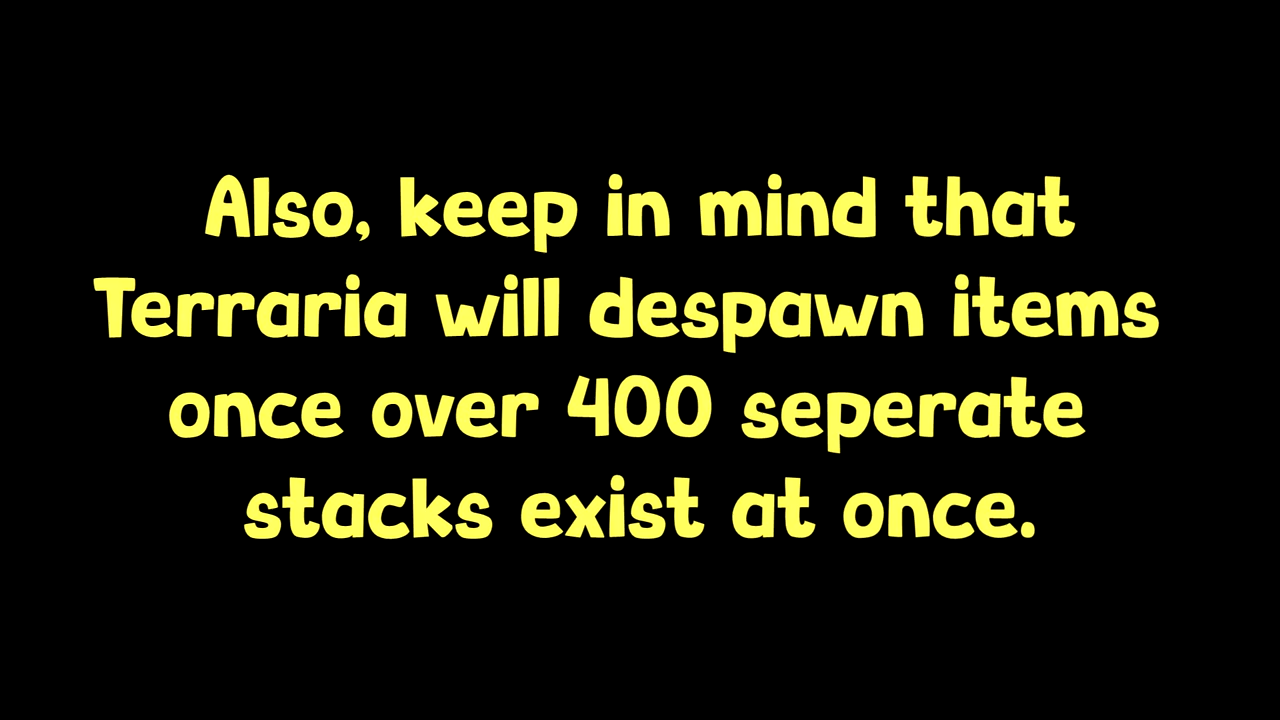 Also, keep in mind that
Terraria will despawn items
once over 400 seperate
stacks exist at once.